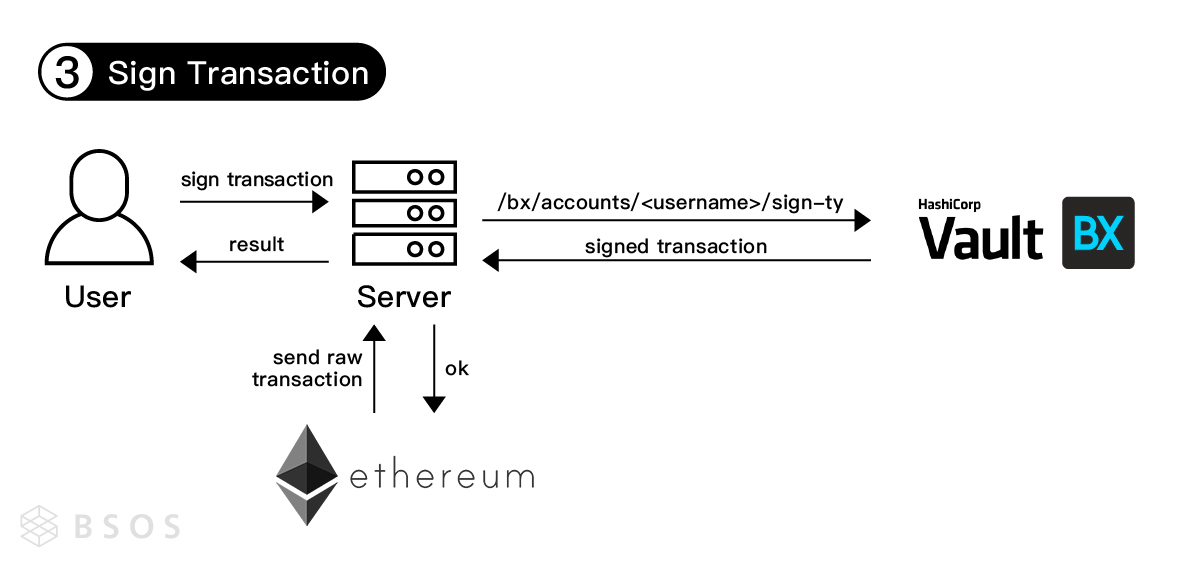 3 Sign Transaction
sign transaction
result
User
Server
/bx/accounts/<username>/sign-ty
signed transaction
HashiCorp
Vault
BX
send raw
transaction
ok
ethereum
BSOS